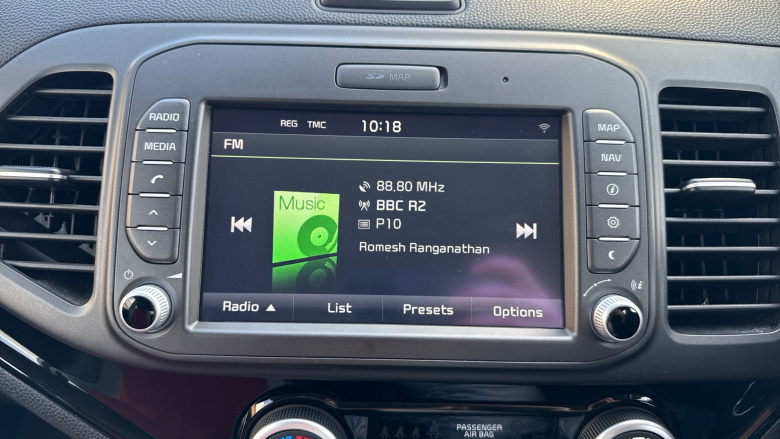 SD MAP
RADIO
MEDIA
REG TMC 10:18
FM
88.80 MHz
BBC R2
P10
Romesh Ranganathan
Music
Radio ▲ List Presets Options
MAP
NAV
PASSENGER
AIR BAG